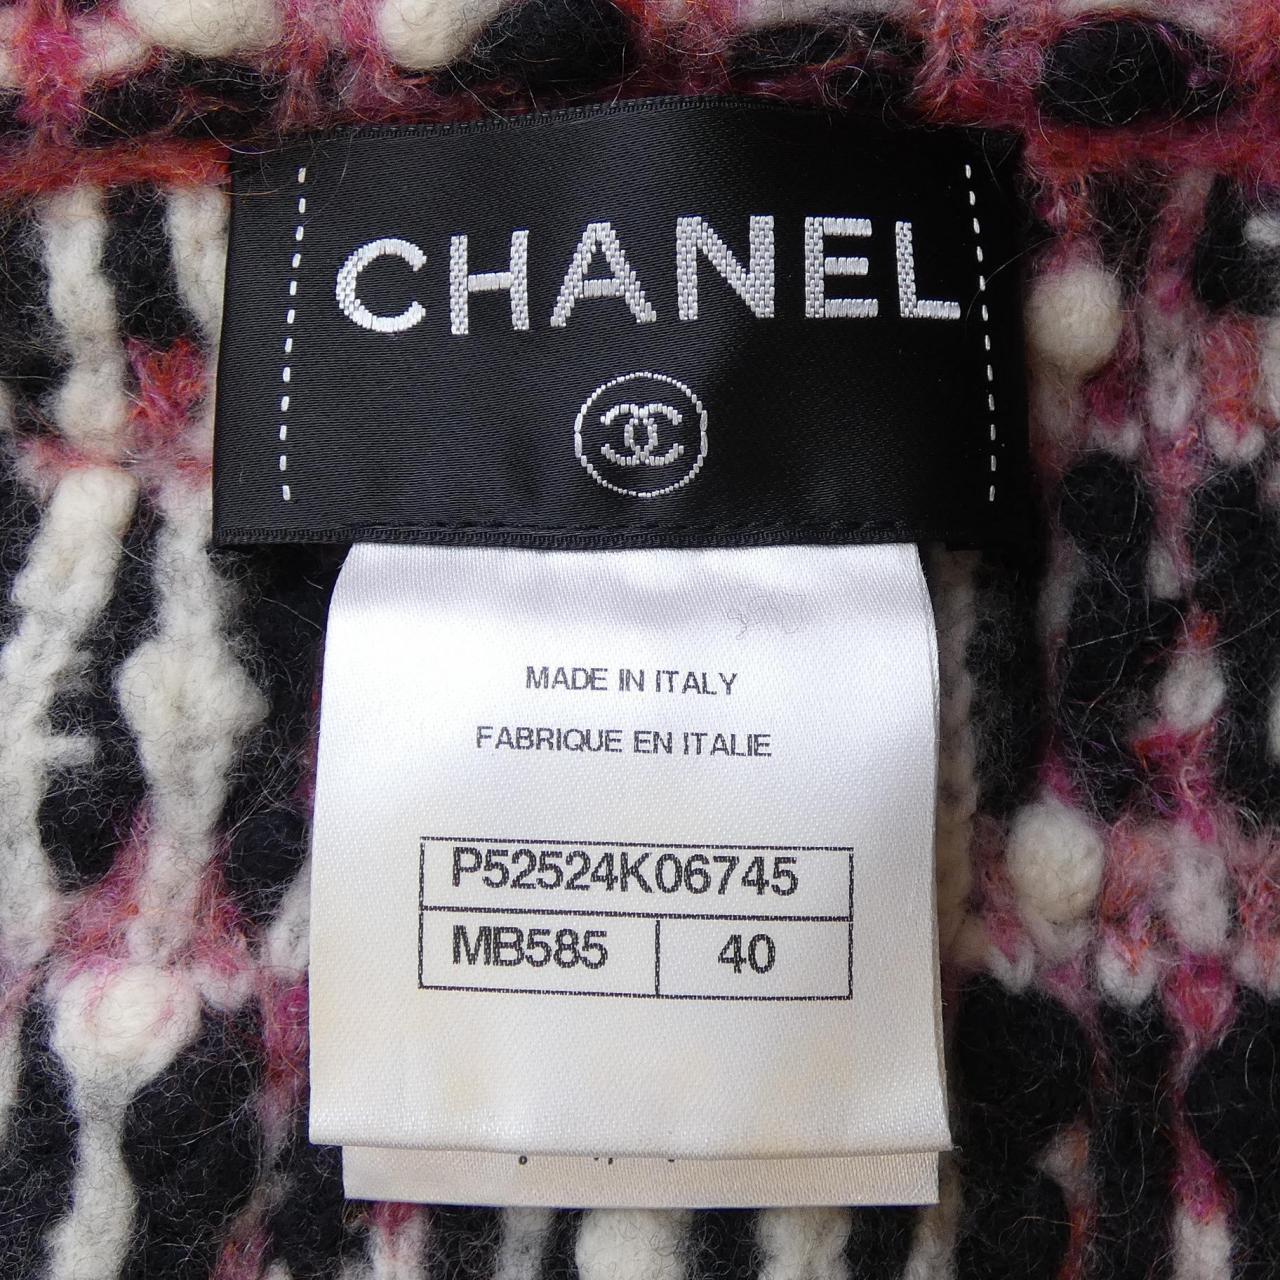 CHANEL
MADE IN ITALY
FABRIQUE EN ITALIE
P52524K06745
MB585 40